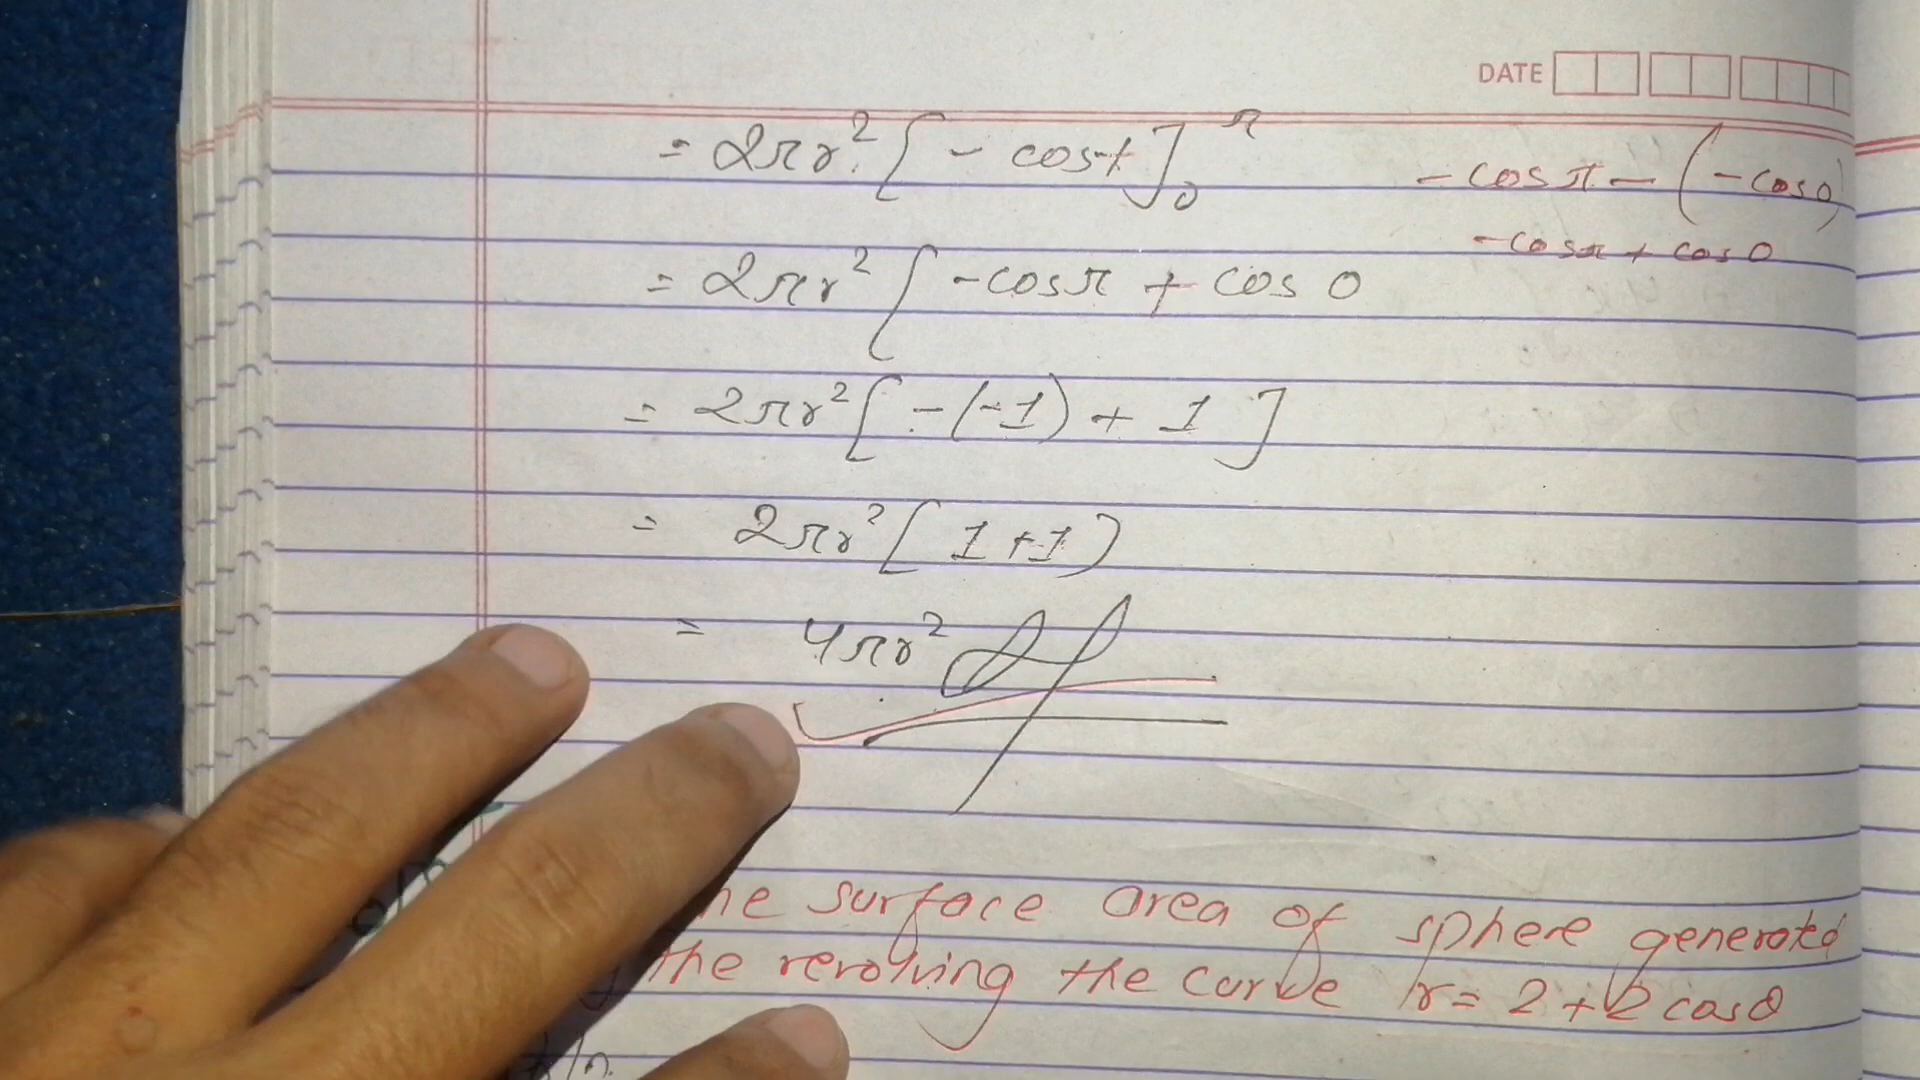 DATE
= 2πr² [ - cos t ]₀^π
- cos π - (- cos 0)
- cos π + cos 0
= 2πr² [ - cos π + cos 0
= 2πr² [ - (-1) + 1 ]
= 2πr² [ 1 + 1 )
= 4πr²
surface area of sphere generated
the revolving the curve r = 2 + 2 cos θ